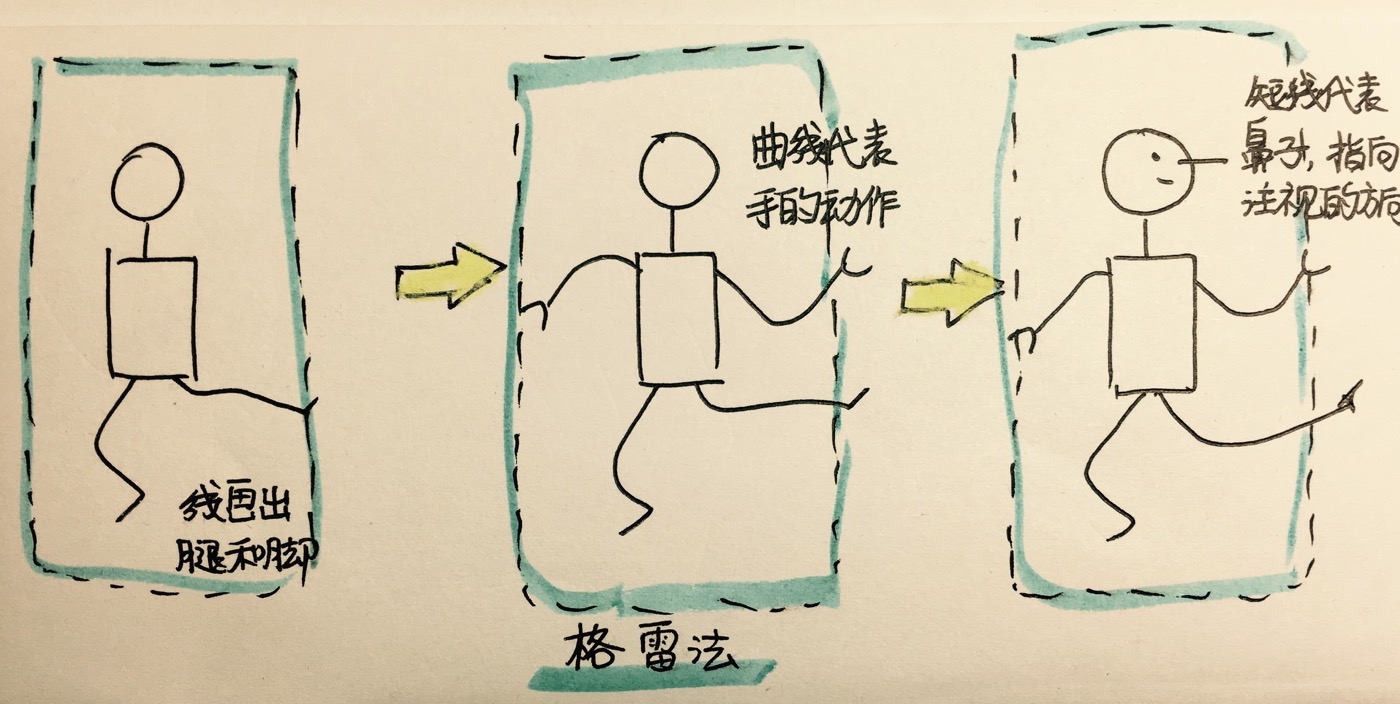 线画出
腿和脚
曲线代表
手的动作
短线代表
鼻子,指向
注视的方向
格雷法